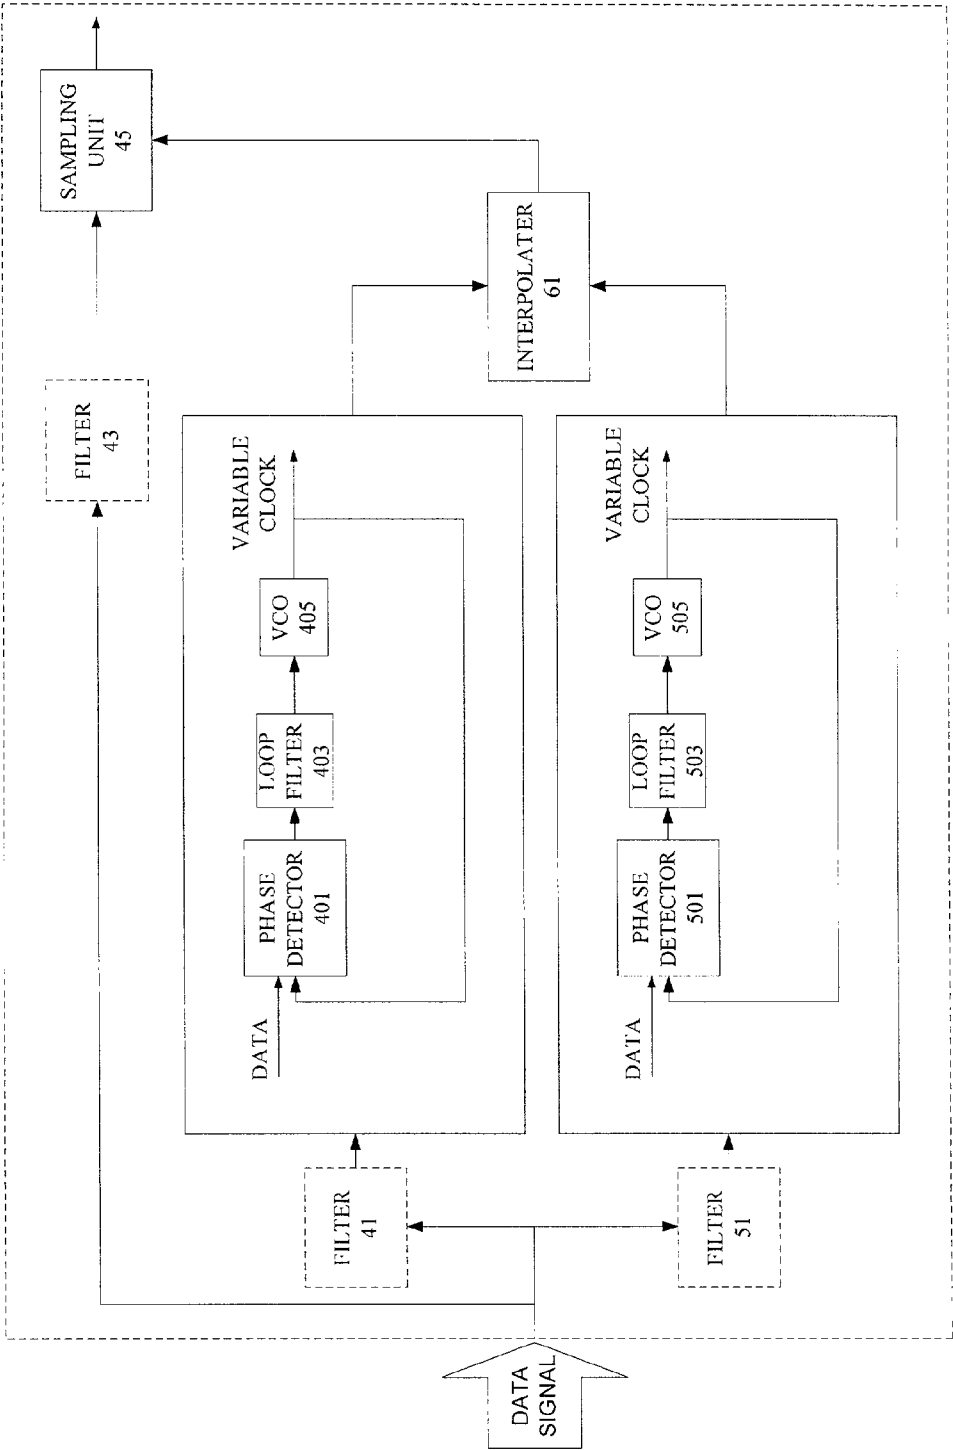 DATA
SIGNAL
FILTER
43
SAMPLING
UNIT
45
FILTER
41
DATA
PHASE
DETECTOR
401
LOOP
FILTER
403
VCO
405
VARIABLE
CLOCK
INTERPOLATER
61
FILTER
51
DATA
PHASE
DETECTOR
501
LOOP
FILTER
503
VCO
505
VARIABLE
CLOCK